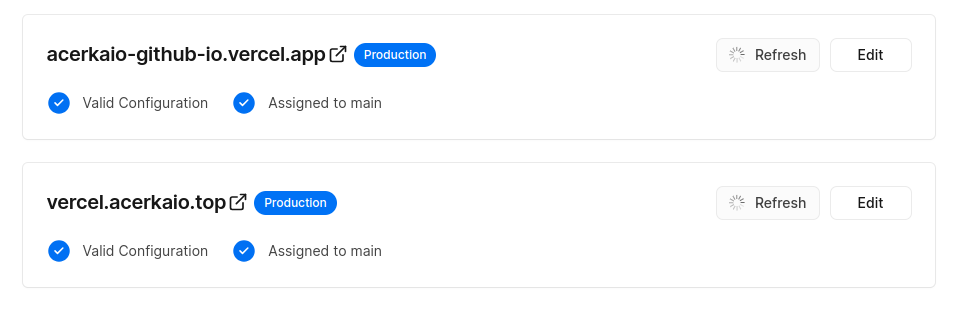 acerkaio-github-io.vercel.app Production Refresh Edit
Valid Configuration Assigned to main
vercel.acerkaio.top Production Refresh Edit
Valid Configuration Assigned to main